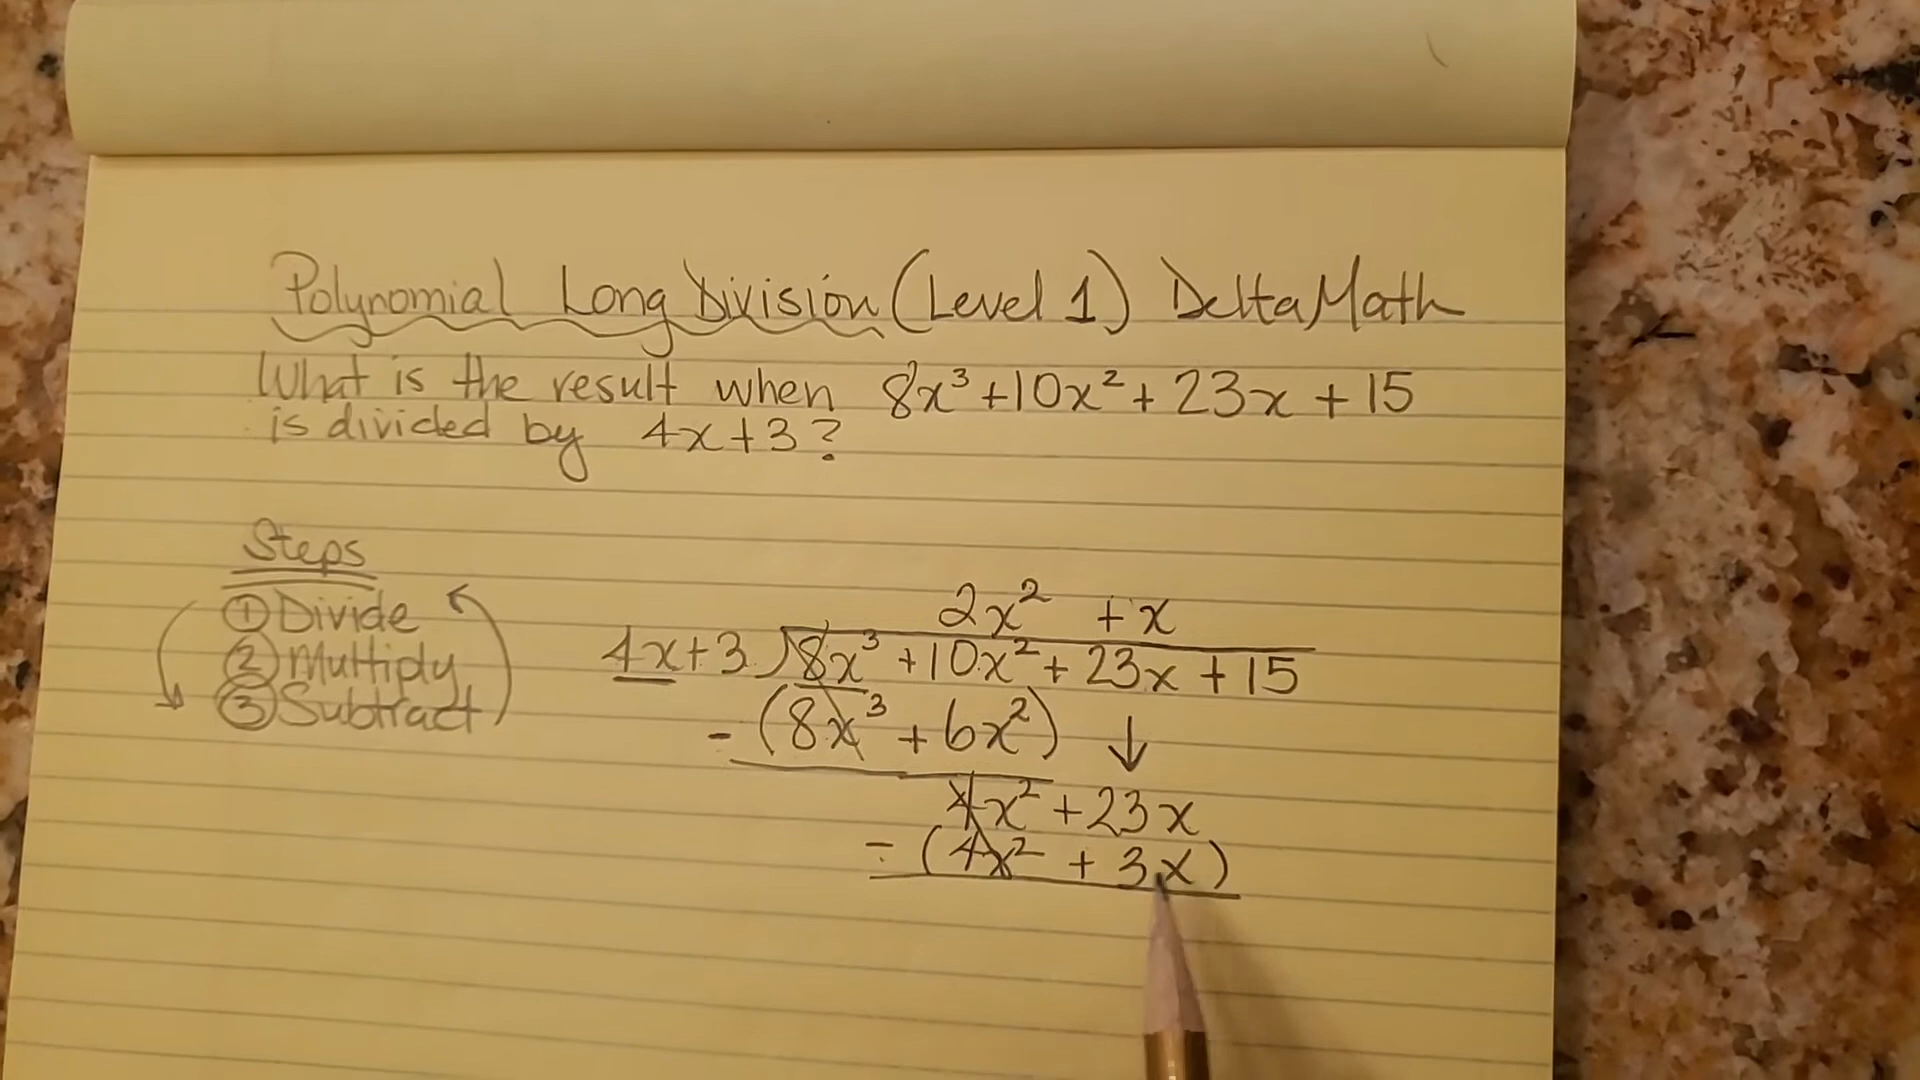 Polynomial Long Division (Level 1) DeltaMath
What is the result when 8x³+10x²+23x+15
is divided by 4x+3?
Steps
① Divide
② Multiply
③ Subtract
2x² +x
4x+3 )8x³+10x²+23x+15
-(8x³+6x²) ↓
4x²+23x
-(4x²+3x)